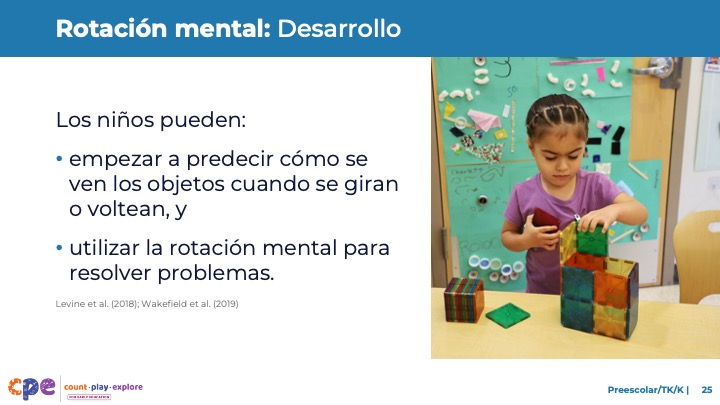 Rotación mental: Desarrollo
Los niños pueden:
• empezar a predecir cómo se
ven los objetos cuando se giran
o voltean, y
• utilizar la rotación mental para
resolver problemas.
Levine et al. (2018); Wakefield et al. (2019)
cpe
count·play·explore
Preescolar/TK/K | 25